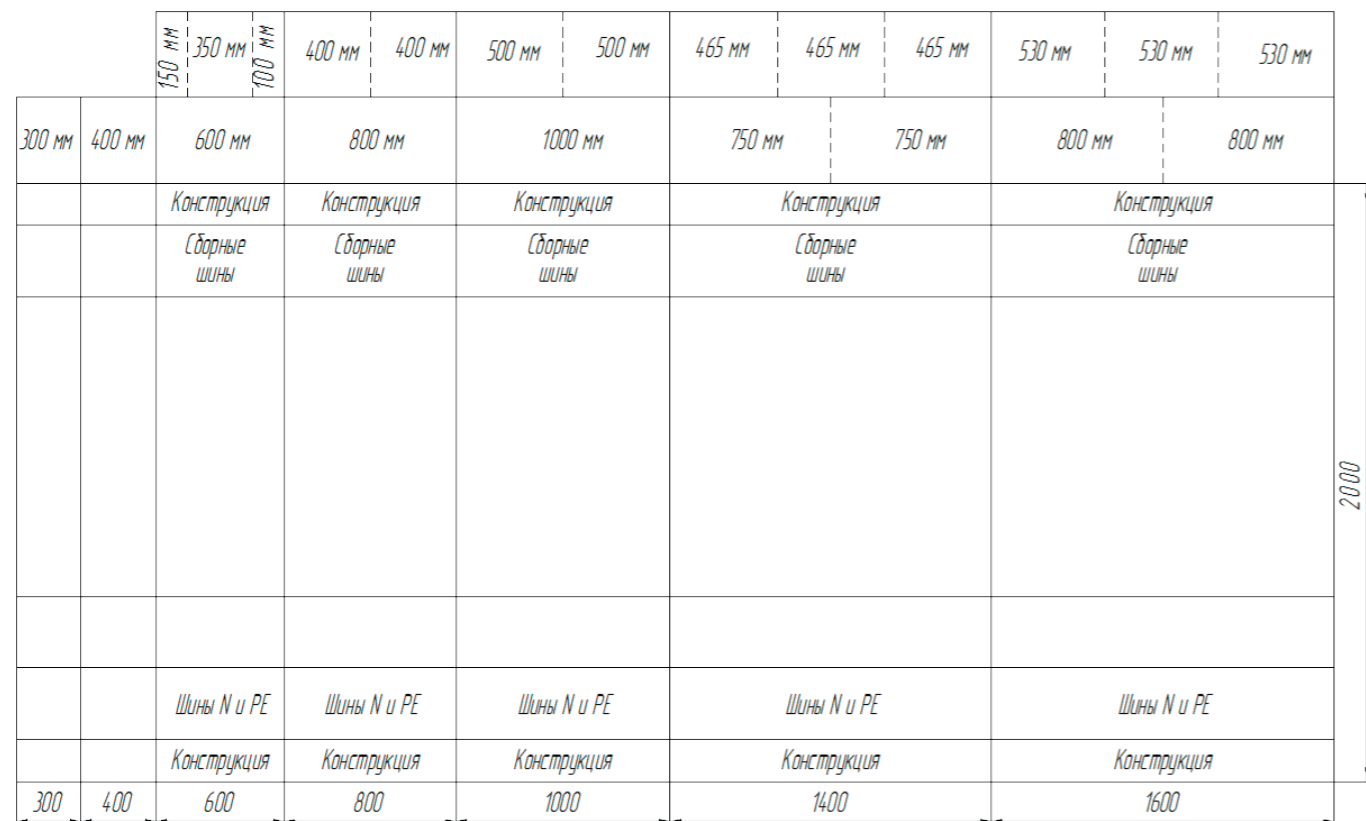 150 мм 350 мм 100 мм 400 мм 400 мм 500 мм 500 мм 465 мм 465 мм 465 мм 530 мм 530 мм 530 мм
300 мм 400 мм 600 мм 800 мм 1000 мм 750 мм 750 мм 800 мм 800 мм
Конструкция Конструкция Конструкция Конструкция Конструкция
Сборные Сборные Сборные Сборные Сборные
шины шины шины шины шины
2000
Шины N и PE Шины N и PE Шины N и PE Шины N и PE Шины N и PE
Конструкция Конструкция Конструкция Конструкция Конструкция
300 400 600 800 1000 1400 1600